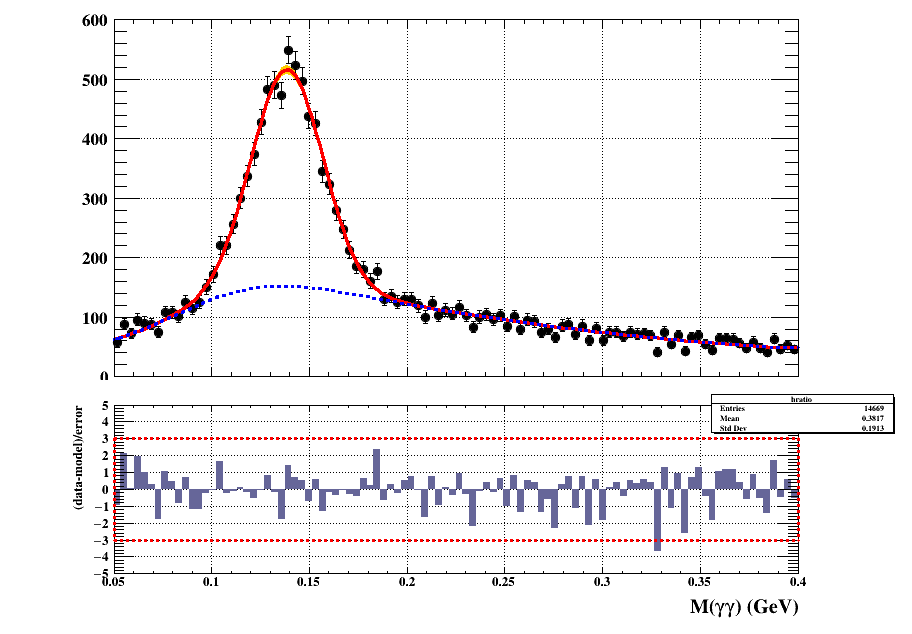 600
500
400
300
200
100
0
(data-model)/error
5
4
3
2
1
0
−1
−2
−3
−4
−5
hratio
Entries 14669
Mean 0.3817
Std Dev 0.1913
0.05 0.1 0.15 0.2 0.25 0.3 0.35 0.4
M(γγ) (GeV)